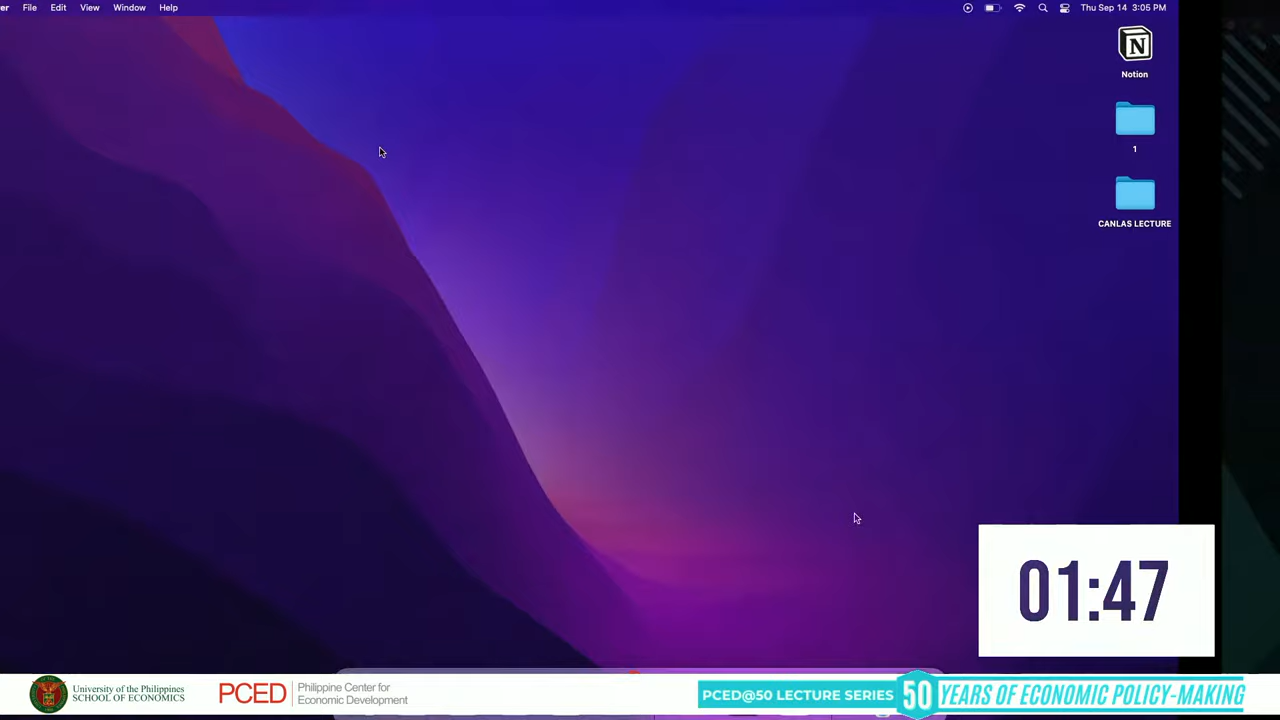 File Edit View Window Help
Thu Sep 14 3:05 PM
N
Notion
1
CANLAS LECTURE
01:47
University of the Philippines
SCHOOL OF ECONOMICS
PCED
Philippine Center for
Economic Development
PCED@50 LECTURE SERIES
50 YEARS OF ECONOMIC POLICY-MAKING